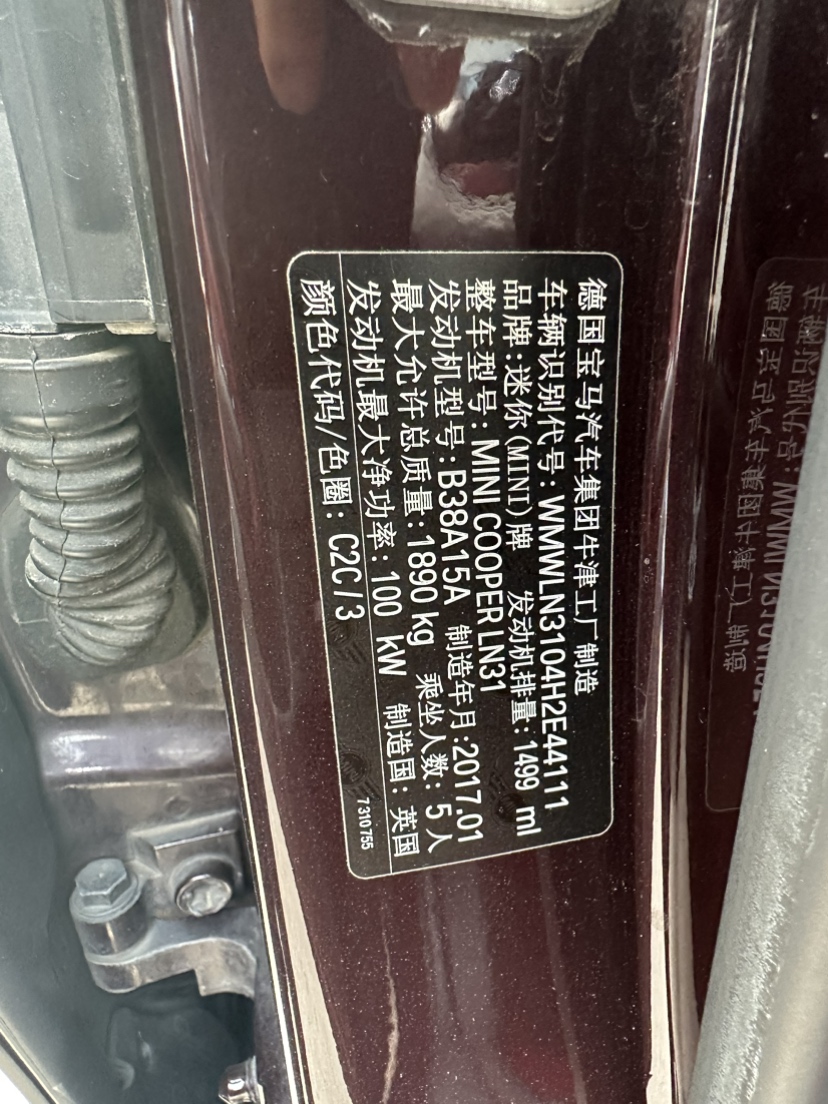 德国宝马汽车集团牛津工厂制造
车辆识别代号: WMWLN3104H2E44111
品牌:迷你(MINI)牌 发动机排量:1499 ml
整车型号: MINI COOPER LN31
发动机型号: B38A15A 制造年月:2017.01
最大允许总质量:1890 kg 乘坐人数: 5人
发动机最大净功率: 100 kW 制造国: 英国
颜色代码/色圈: C2C/3
7310755